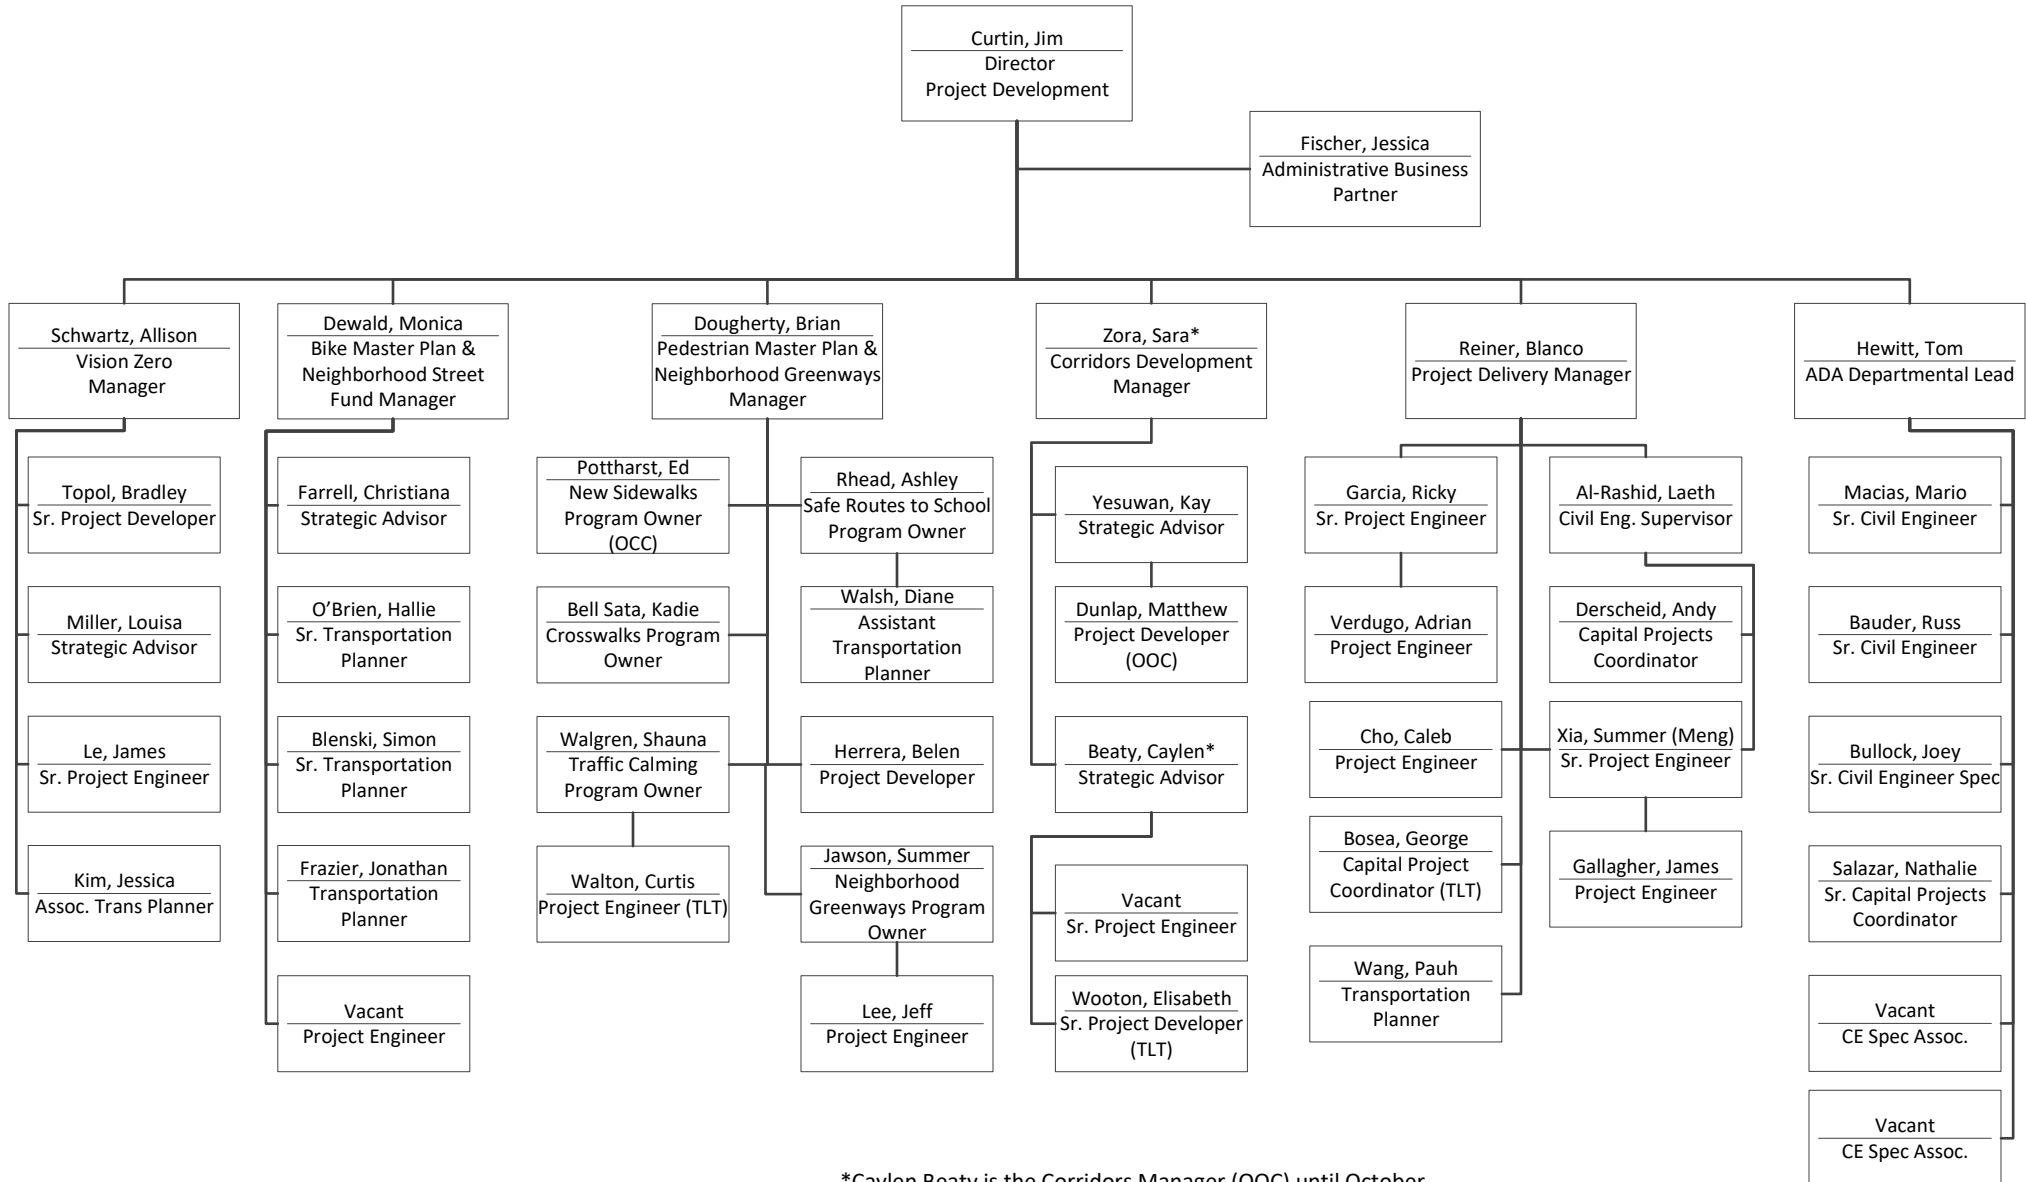 Curtin, Jim
Director
Project Development
Fischer, Jessica
Administrative Business
Partner
Schwartz, Allison
Vision Zero
Manager
Dewald, Monica
Bike Master Plan &
Neighborhood Street
Fund Manager
Dougherty, Brian
Pedestrian Master Plan &
Neighborhood Greenways
Manager
Zora, Sara*
Corridors Development
Manager
Reiner, Blanco
Project Delivery Manager
Hewitt, Tom
ADA Departmental Lead
Topol, Bradley
Sr. Project Developer
Miller, Louisa
Strategic Advisor
Le, James
Sr. Project Engineer
Kim, Jessica
Assoc. Trans Planner
Farrell, Christiana
Strategic Advisor
O’Brien, Hallie
Sr. Transportation
Planner
Blenski, Simon
Sr. Transportation
Planner
Frazier, Jonathan
Transportation
Planner
Vacant
Project Engineer
Pottharst, Ed
New Sidewalks
Program Owner
(OCC)
Bell Sata, Kadie
Crosswalks Program
Owner
Walgren, Shauna
Traffic Calming
Program Owner
Walton, Curtis
Project Engineer (TLT)
Rhead, Ashley
Safe Routes to School
Program Owner
Walsh, Diane
Assistant
Transportation
Planner
Herrera, Belen
Project Developer
Jawson, Summer
Neighborhood
Greenways Program
Owner
Lee, Jeff
Project Engineer
Yesuwan, Kay
Strategic Advisor
Dunlap, Matthew
Project Developer
(OOC)
Beaty, Caylen*
Strategic Advisor
Vacant
Sr. Project Engineer
Wooton, Elisabeth
Sr. Project Developer
(TLT)
Garcia, Ricky
Sr. Project Engineer
Verdugo, Adrian
Project Engineer
Cho, Caleb
Project Engineer
Bosea, George
Capital Project
Coordinator (TLT)
Wang, Pauh
Transportation
Planner
Al-Rashid, Laeth
Civil Eng. Supervisor
Derscheid, Andy
Capital Projects
Coordinator
Xia, Summer (Meng)
Sr. Project Engineer
Gallagher, James
Project Engineer
Macias, Mario
Sr. Civil Engineer
Bauder, Russ
Sr. Civil Engineer
Bullock, Joey
Sr. Civil Engineer Spec
Salazar, Nathalie
Sr. Capital Projects
Coordinator
Vacant
CE Spec Assoc.
Vacant
CE Spec Assoc.
*Caylen Beaty is the Corridors Manager (OOC) until October